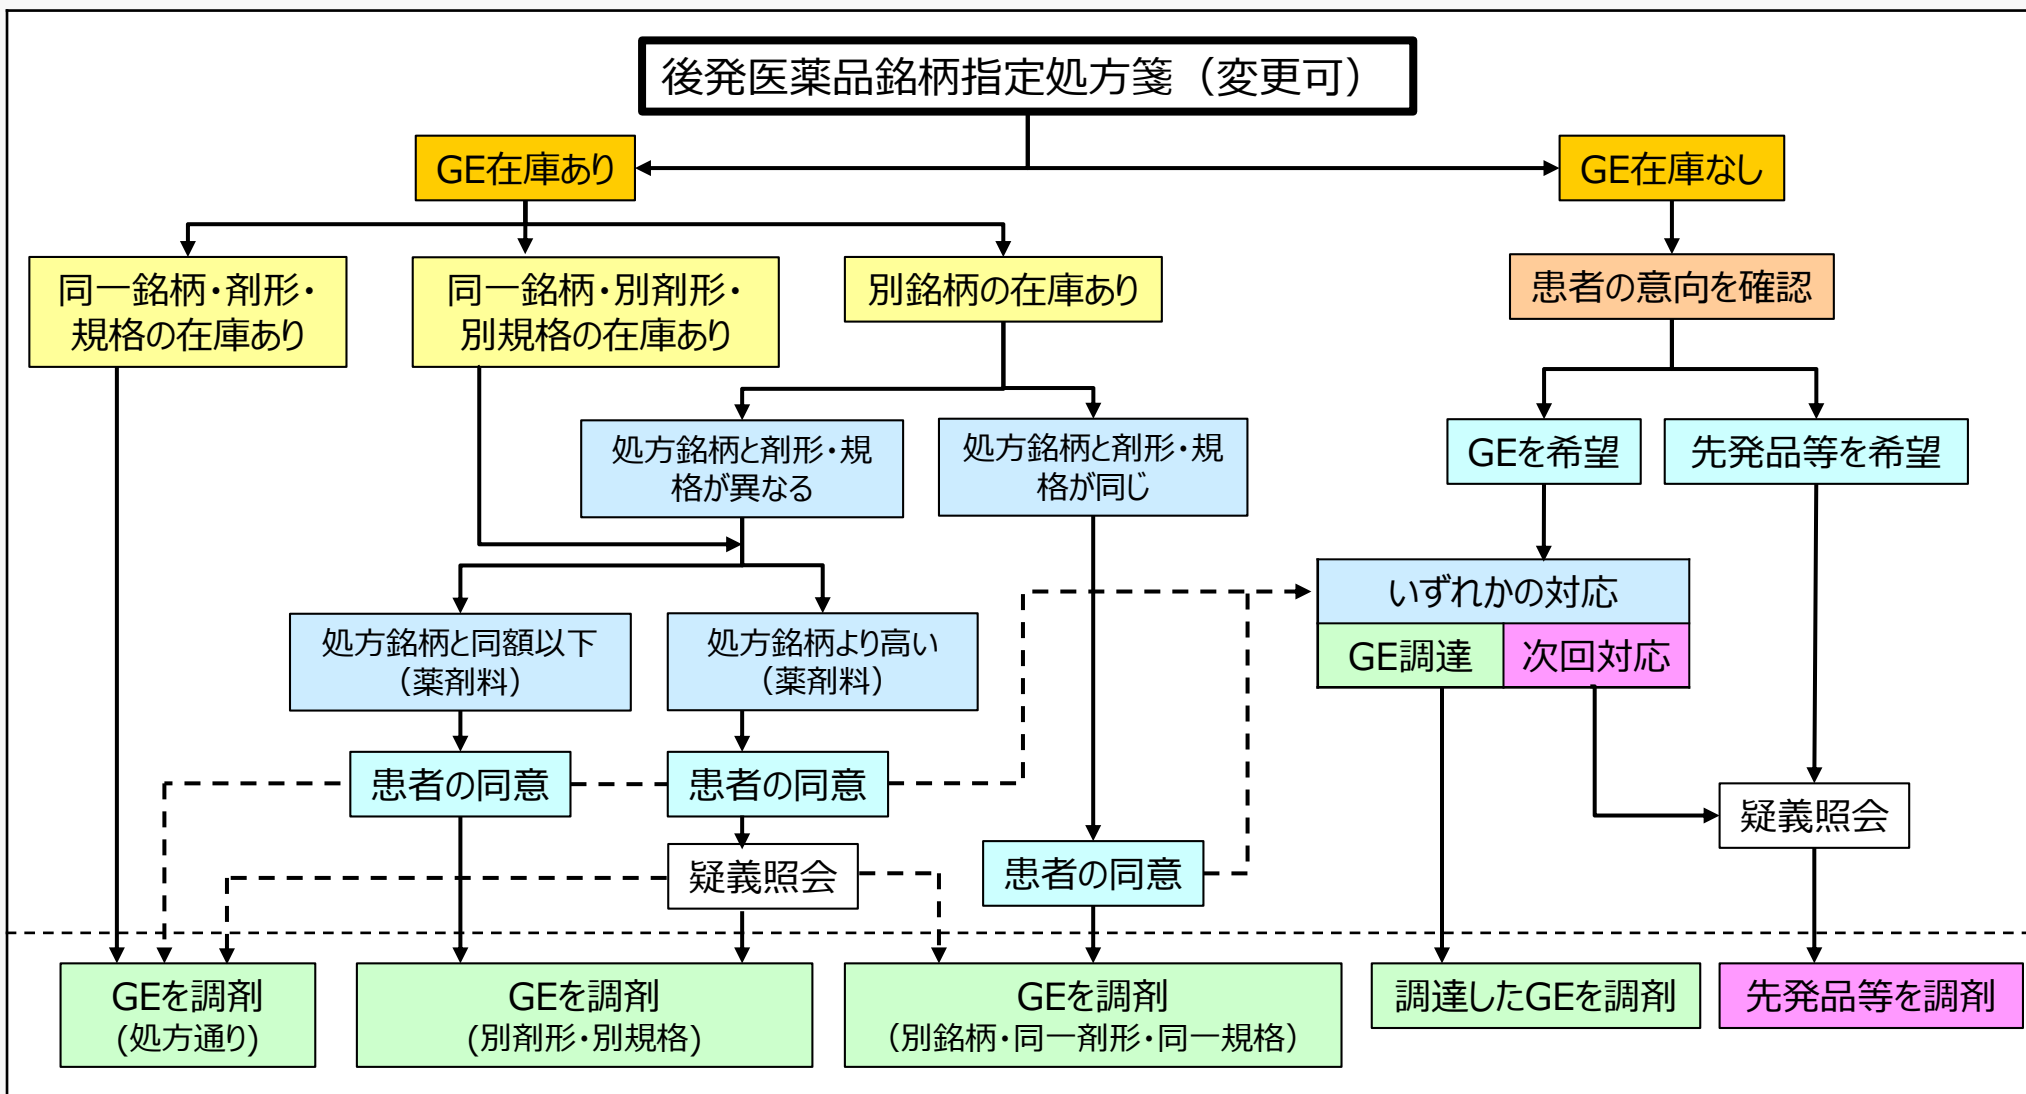 後発医薬品銘柄指定処方箋（変更可）
GE在庫あり
GE在庫なし
同一銘柄・剤形・
規格の在庫あり
同一銘柄・別剤形・
別規格の在庫あり
別銘柄の在庫あり
患者の意向を確認
処方銘柄と剤形・規
格が異なる
処方銘柄と剤形・規
格が同じ
GEを希望
先発品等を希望
いずれかの対応
GE調達
次回対応
処方銘柄と同額以下
（薬剤料）
処方銘柄より高い
（薬剤料）
患者の同意
患者の同意
疑義照会
患者の同意
疑義照会
GEを調剤
(処方通り)
GEを調剤
(別剤形・別規格)
GEを調剤
（別銘柄・同一剤形・同一規格）
調達したGEを調剤
先発品等を調剤